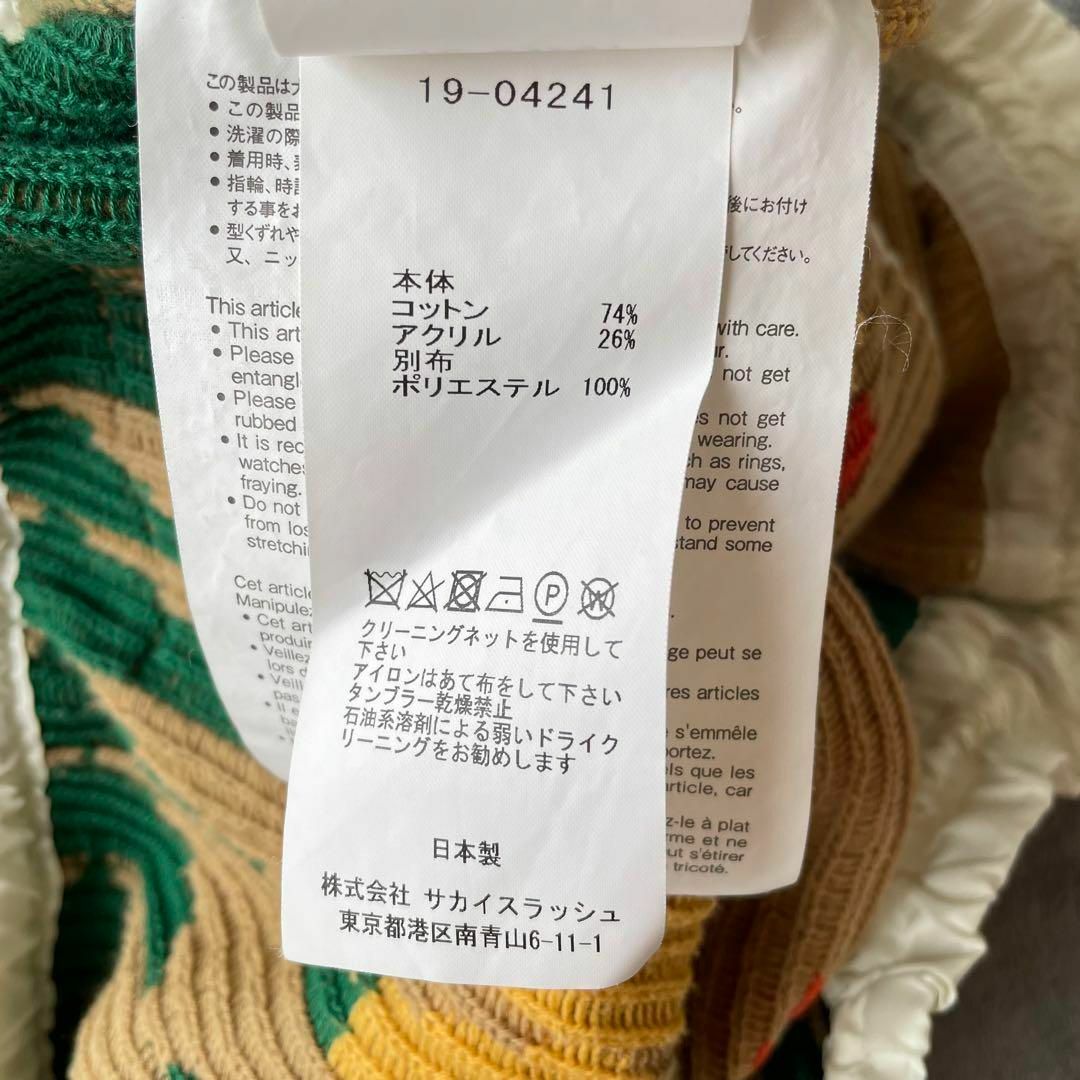 19-04241
本体
コットン 74%
アクリル 26%
別布
ポリエステル 100%
P
W
クリーニングネットを使用して
下さい
アイロンはあて布をして下さい
タンブラー乾燥禁止
石油系溶剤による弱いドライク
リーニングをお勧めします
日本製
株式会社 サカイスラッシュ
東京都港区南青山6-11-1
この製品は
• この製品
• 洗濯の際
• 着用時、
• 指輪、時計
する事を
• 型くずれや
又、ニッ
後にお付け
してください。
This article
• This art
• Please
entangl
• Please
rubbed
• It is rec
watches
fraying.
• Do not
from los
stretchi
with care.
ur.
not get
s not get
wearing.
h as rings,
may cause
to prevent
stand some
Cet article
Manipulez
• Cet art
produi
• Veillez
lors d
• Veill
pas
• Il e
ge peut se
res articles
s'emmêle
portez.
els que les
article, car
z-le à plat
rme et ne
ut s'étirer
tricoté.